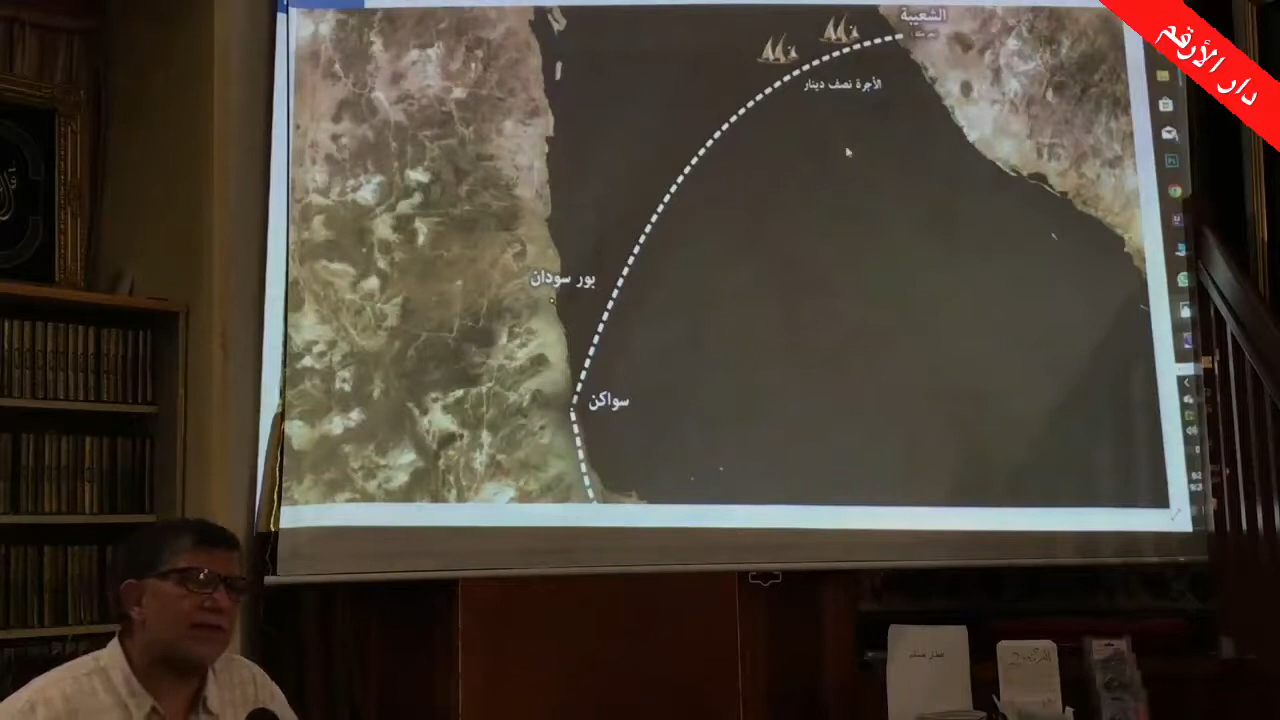 دار الأرقم
الشعيبة
الأجرة نصف دينار
بور سودان
سواكن